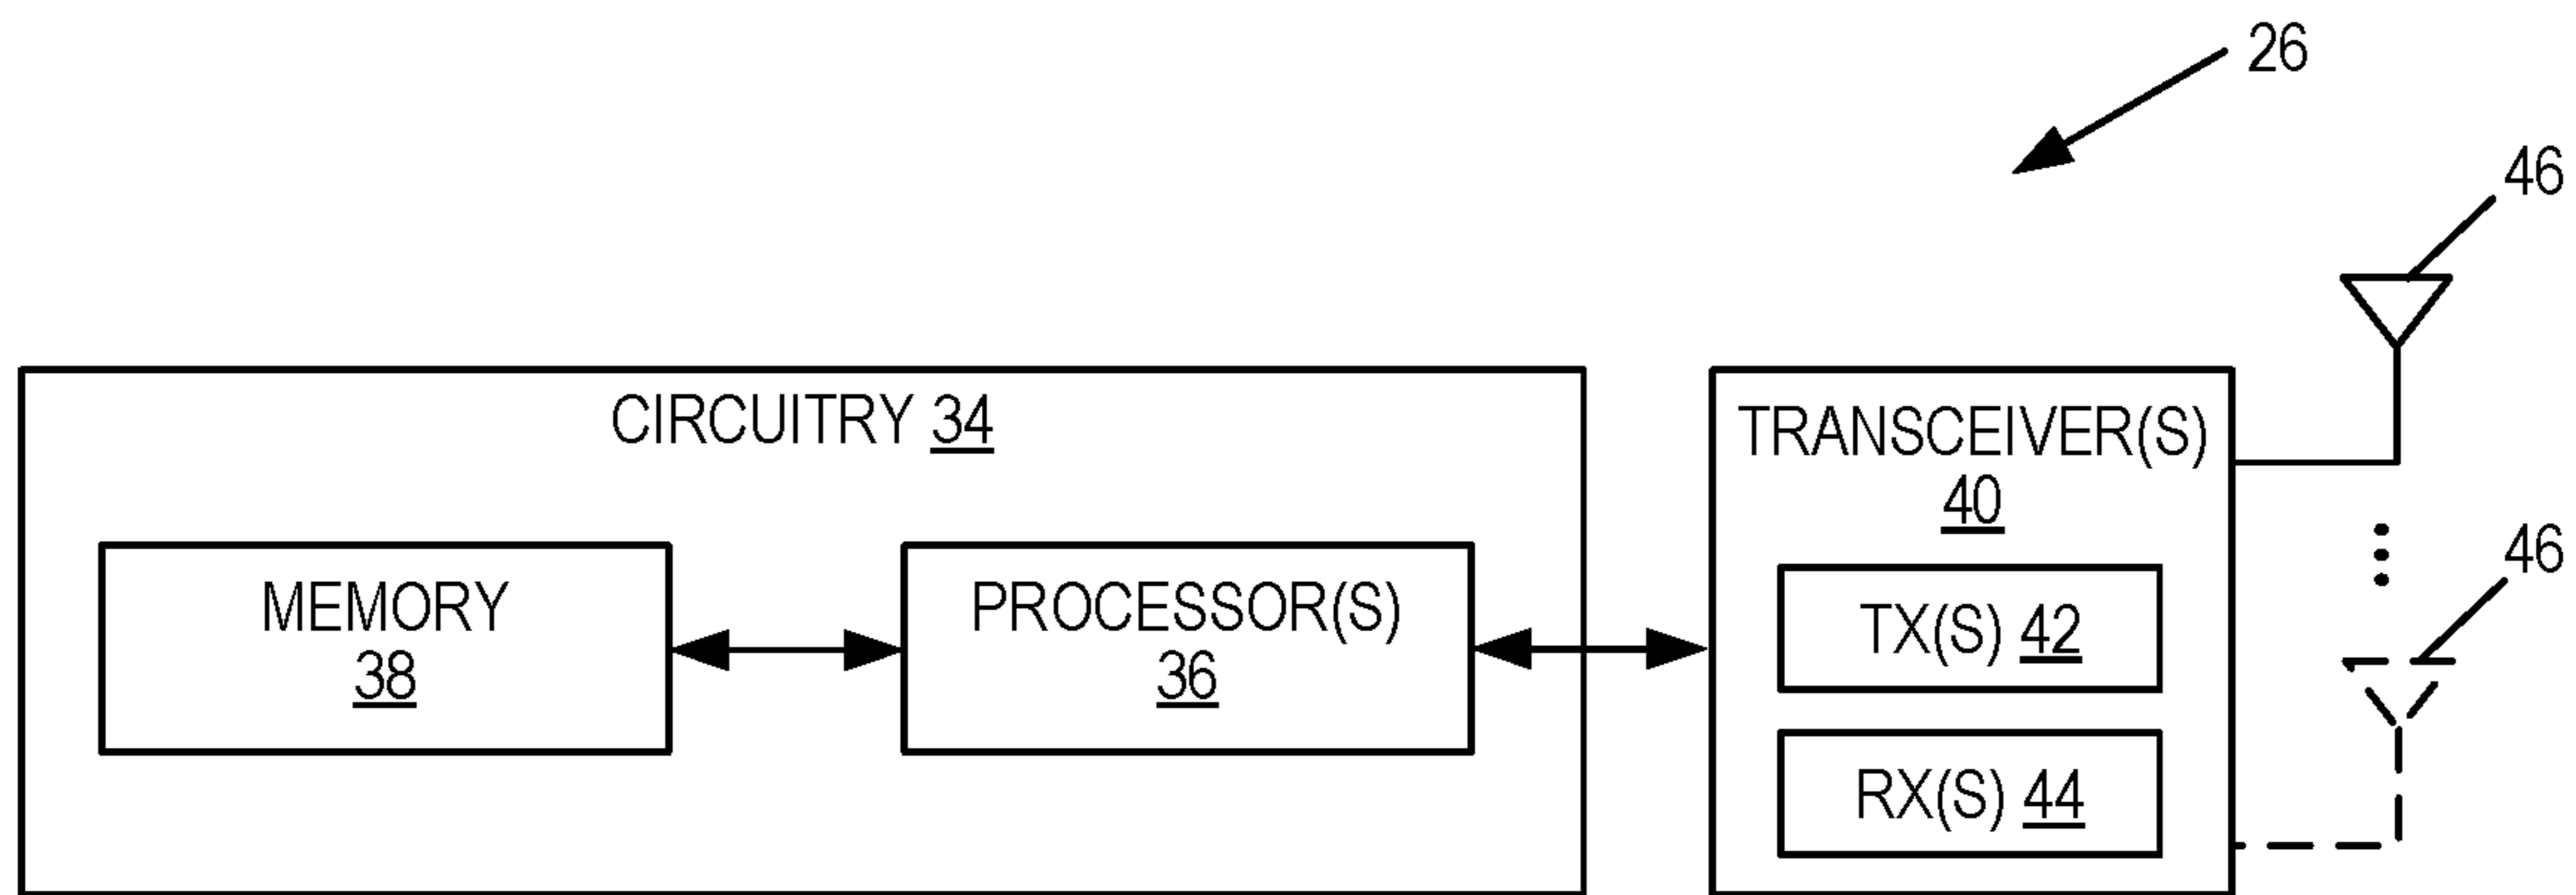 26
46
CIRCUITRY 34
TRANSCEIVER(S)
40
MEMORY
38
PROCESSOR(S)
36
TX(S) 42
46
RX(S) 44